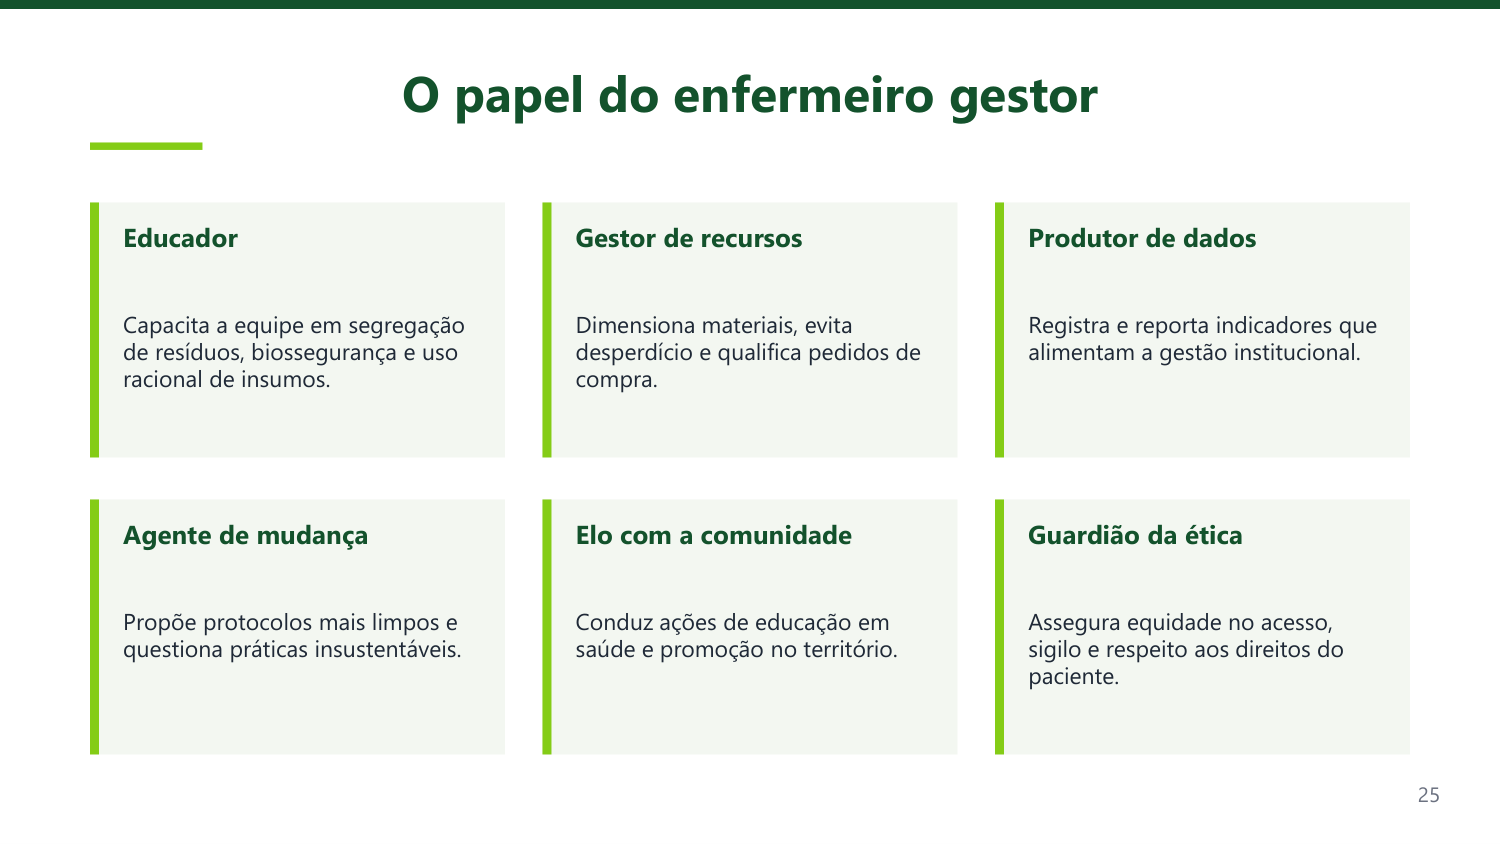 O papel do enfermeiro gestor
Educador
Capacita a equipe em segregação
de resíduos, biossegurança e uso
racional de insumos.
Gestor de recursos
Dimensiona materiais, evita
desperdício e qualifica pedidos de
compra.
Produtor de dados
Registra e reporta indicadores que
alimentam a gestão institucional.
Agente de mudança
Propõe protocolos mais limpos e
questiona práticas insustentáveis.
Elo com a comunidade
Conduz ações de educação em
saúde e promoção no território.
Guardião da ética
Assegura equidade no acesso,
sigilo e respeito aos direitos do
paciente.
25